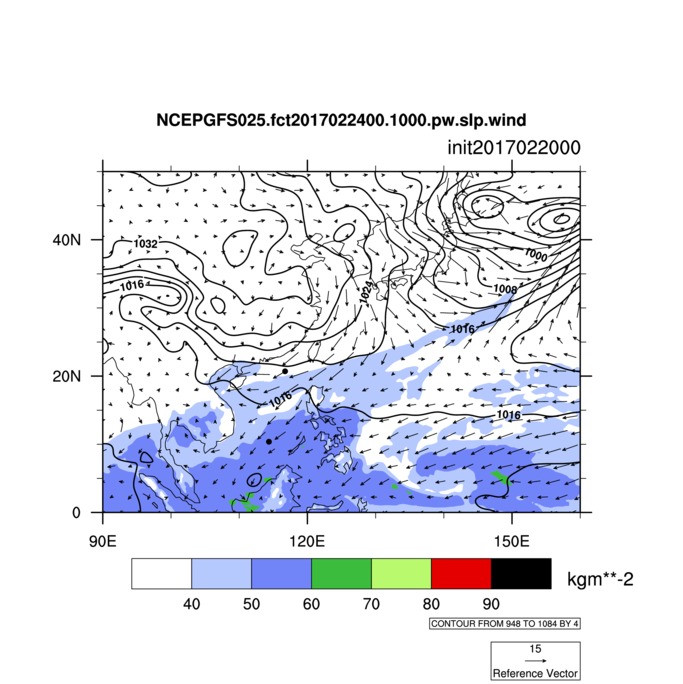 NCEPGFS025.fct2017022400.1000.pw.slp.wind
init2017022000
40N
20N
0
1032
1016
1024
1000
1008
1016
1016
1016
90E
120E
150E
40
50
60
70
80
90
kgm**-2
CONTOUR FROM 948 TO 1084 BY 4
15
Reference Vector